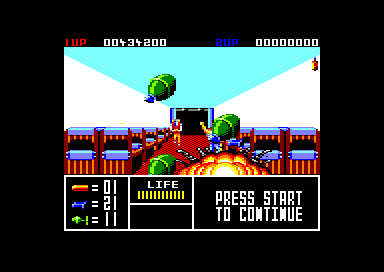 1UP 00434200 2UP 00000000
= 01
= 21
= 11
LIFE
PRESS START
TO CONTINUE